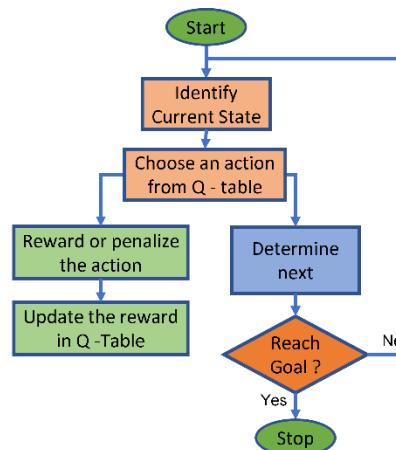 Start
Identify
Current State
Choose an action
from Q - table
Reward or penalize
the action
Update the reward
in Q -Table
Determine
next
Reach
Goal ?
Yes
Stop